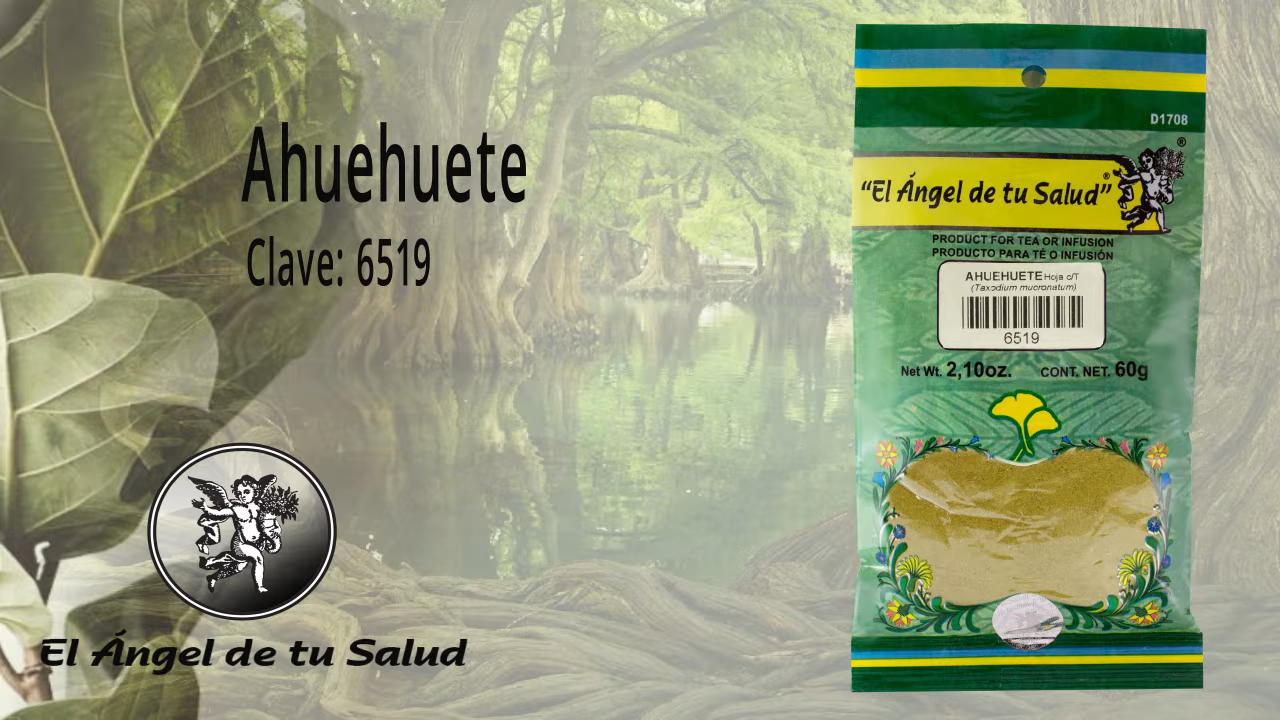 Ahuehuete
Clave: 6519
El Ángel de tu Salud
D1708
®
“El Ángel de tu Salud”®
PRODUCT FOR TEA OR INFUSION
PRODUCTO PARA TÉ O INFUSIÓN
AHUEHUETE Hoja c/T
(Taxodium mucronatum)
6519
Net Wt. 2,10oz. CONT. NET. 60g